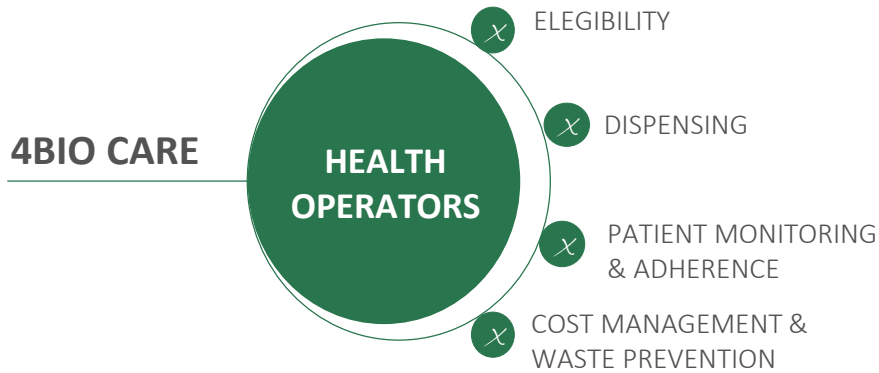 4BIO CARE
HEALTH
OPERATORS
x
ELEGIBILITY
x
DISPENSING
x
PATIENT MONITORING
& ADHERENCE
x
COST MANAGEMENT &
WASTE PREVENTION